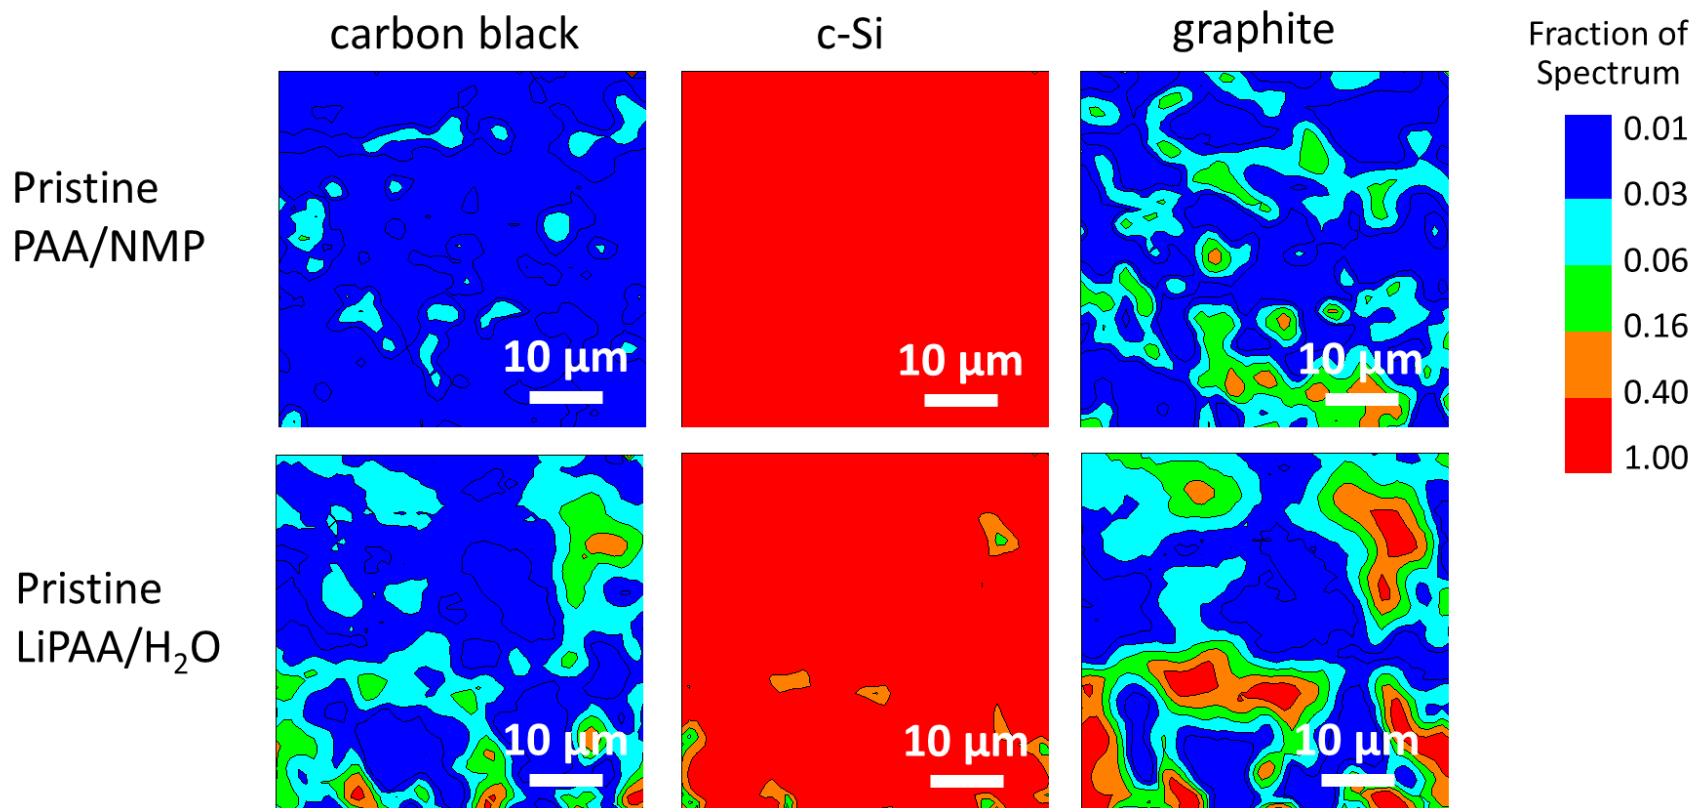 carbon black
c-Si
graphite
Fraction of
Spectrum
0.01
0.03
0.06
0.16
0.40
1.00
Pristine
PAA/NMP
10 µm
10 µm
10 µm
Pristine
LiPAA/H₂O
10 µm
10 µm
10 µm